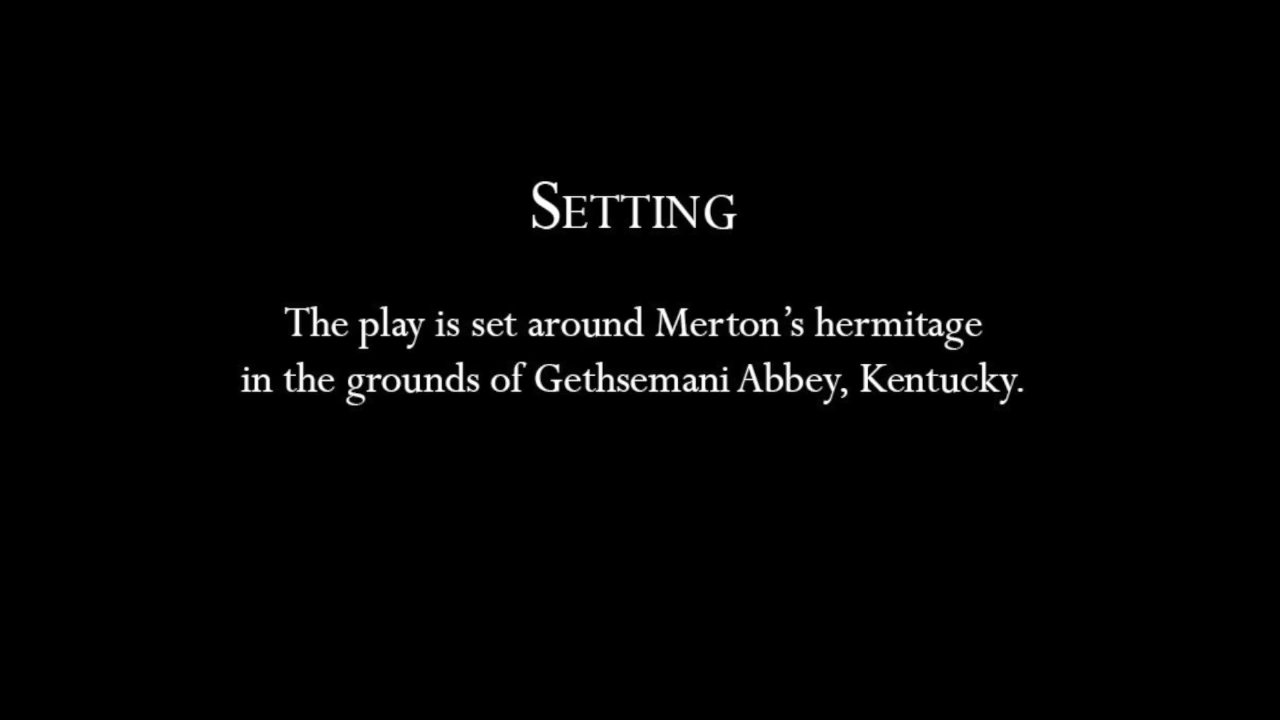 SETTING
The play is set around Merton’s hermitage
in the grounds of Gethsemani Abbey, Kentucky.